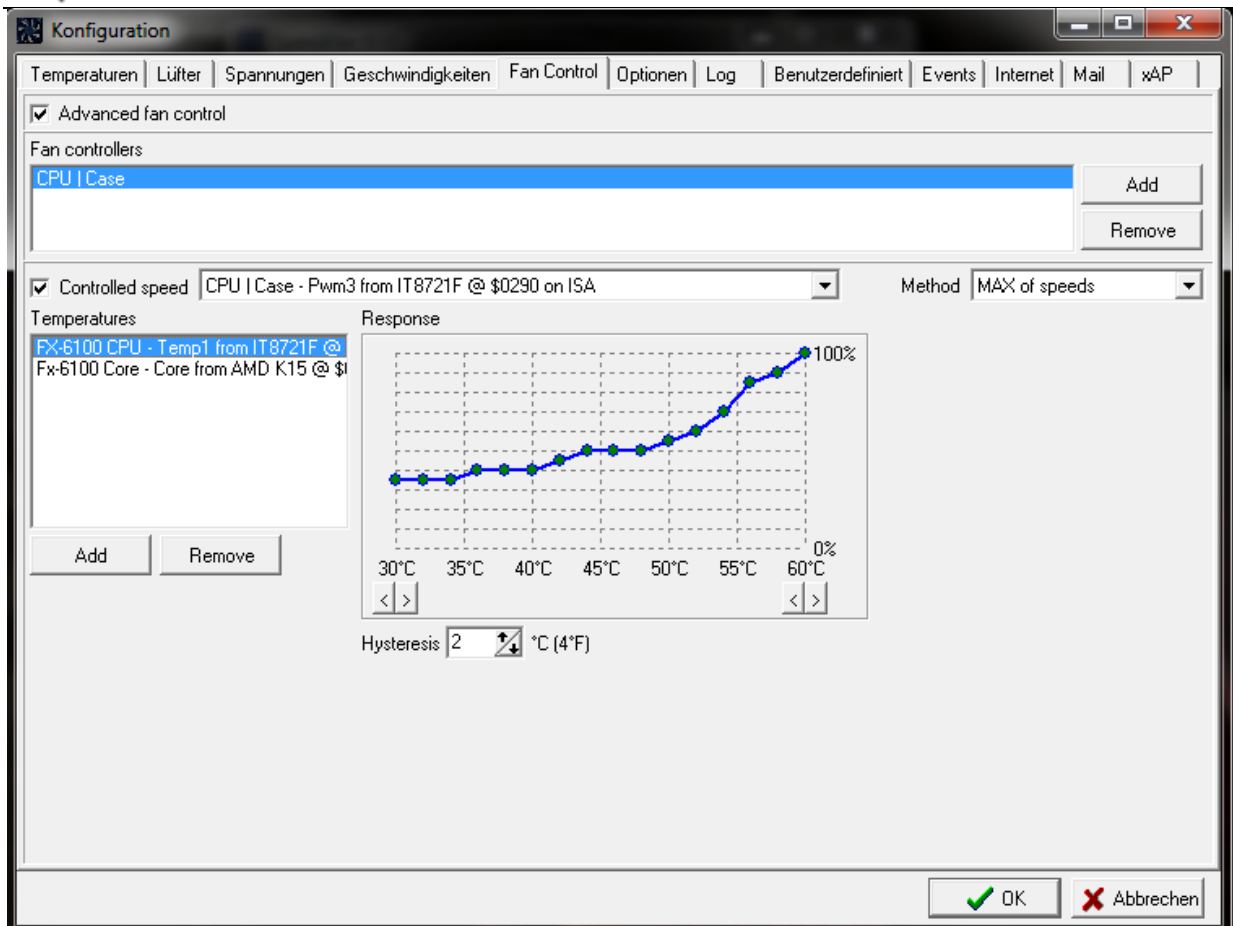 Konfiguration
Temperaturen Lüfter Spannungen Geschwindigkeiten Fan Control Optionen Log Benutzerdefiniert Events Internet Mail xAP
Advanced fan control
Fan controllers
CPU | Case
Add
Remove
Controlled speed CPU | Case - Pwm3 from IT8721F @ $0290 on ISA Method MAX of speeds
Temperatures Response
FX-6100 CPU - Temp1 from IT8721F @
Fx-6100 Core - Core from AMD K15 @ $
100%
0%
30°C 35°C 40°C 45°C 50°C 55°C 60°C
< > < >
Add Remove
Hysteresis 2 °C (4°F)
OK Abbrechen